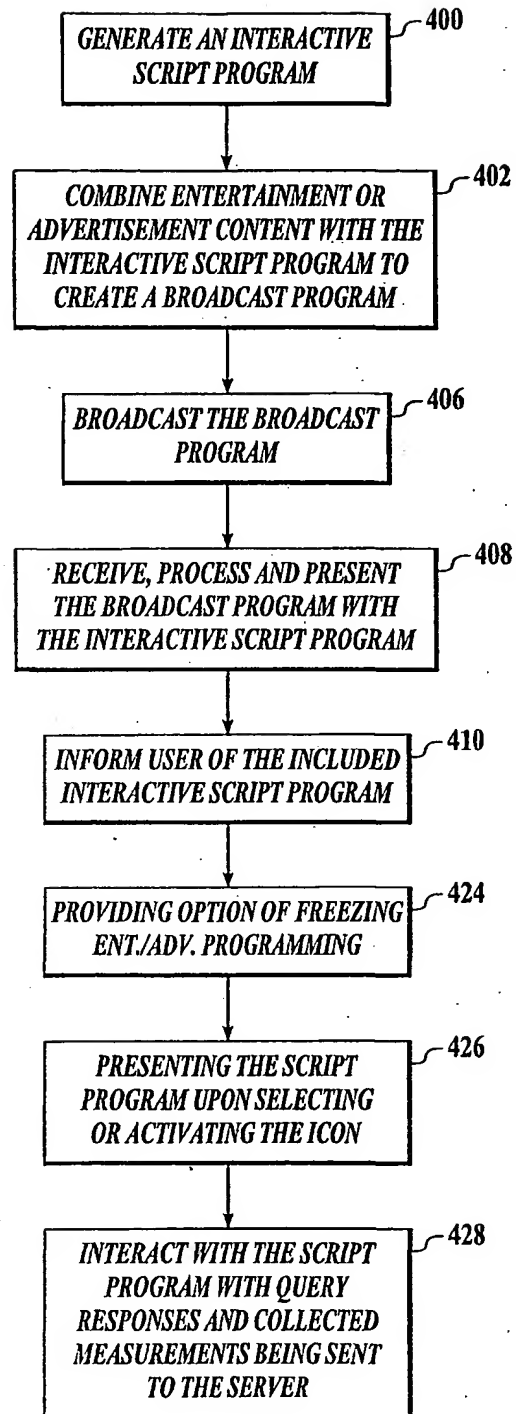 400
GENERATE AN INTERACTIVE
SCRIPT PROGRAM
402
COMBINE ENTERTAINMENT OR
ADVERTISEMENT CONTENT WITH THE
INTERACTIVE SCRIPT PROGRAM TO
CREATE A BROADCAST PROGRAM
406
BROADCAST THE BROADCAST
PROGRAM
408
RECEIVE, PROCESS AND PRESENT
THE BROADCAST PROGRAM WITH
THE INTERACTIVE SCRIPT PROGRAM
410
INFORM USER OF THE INCLUDED
INTERACTIVE SCRIPT PROGRAM
424
PROVIDING OPTION OF FREEZING
ENT./ADV. PROGRAMMING
426
PRESENTING THE SCRIPT
PROGRAM UPON SELECTING
OR ACTIVATING THE ICON
428
INTERACT WITH THE SCRIPT
PROGRAM WITH QUERY
RESPONSES AND COLLECTED
MEASUREMENTS BEING SENT
TO THE SERVER